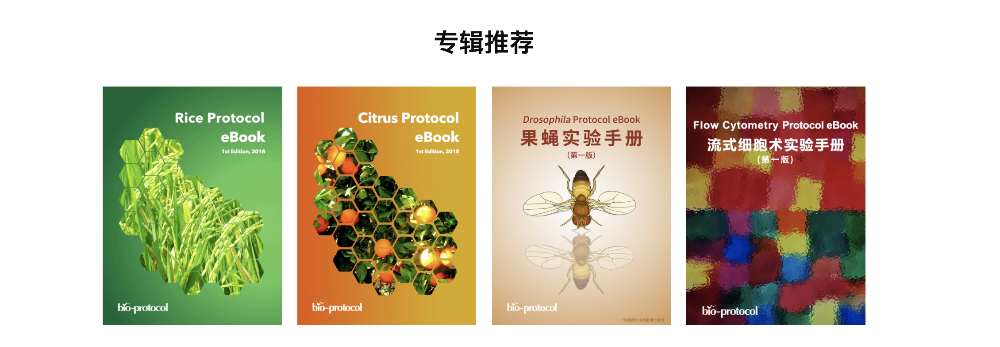 专辑推荐
Rice Protocol
eBook
1st Edition, 2018
bio-protocol
Citrus Protocol
eBook
1st Edition, 2018
bio-protocol
Drosophila Protocol eBook
果蝇实验手册
（第一版）
bio-protocol
*封面图片由刘南博士提供
Flow Cytometry Protocol eBook
流式细胞术实验手册
（第一版）
bio-protocol